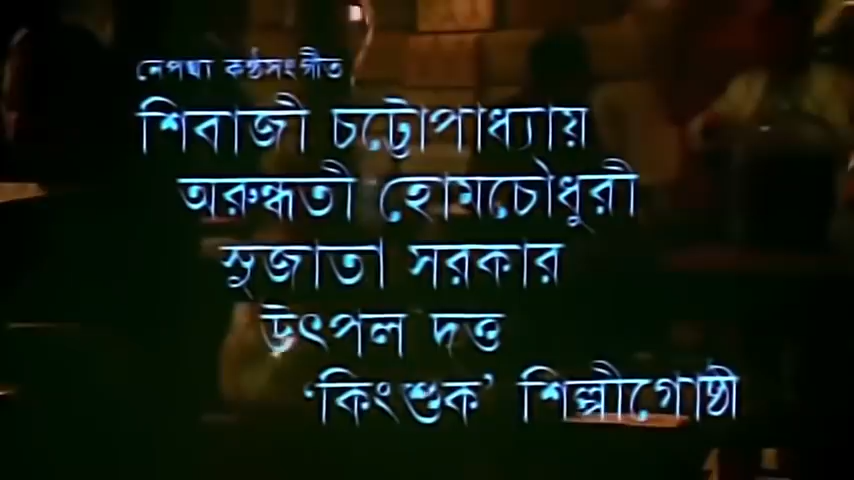 নেপথ্য কণ্ঠসংগীত
শিবাজী চট্টোপাধ্যায়
অরুন্ধতী হোমচৌধুরী
সুজাতা সরকার
উৎপল দত্ত
‘কিংশুক’ শিল্পীগোষ্ঠী